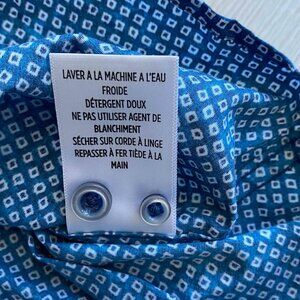 LAVER A LA MACHINE A L'EAU
FROIDE
DÉTERGENT DOUX
NE PAS UTILISER AGENT DE
BLANCHIMENT
SÉCHER SUR CORDE À LINGE
REPASSER À FER TIÈDE À LA
MAIN